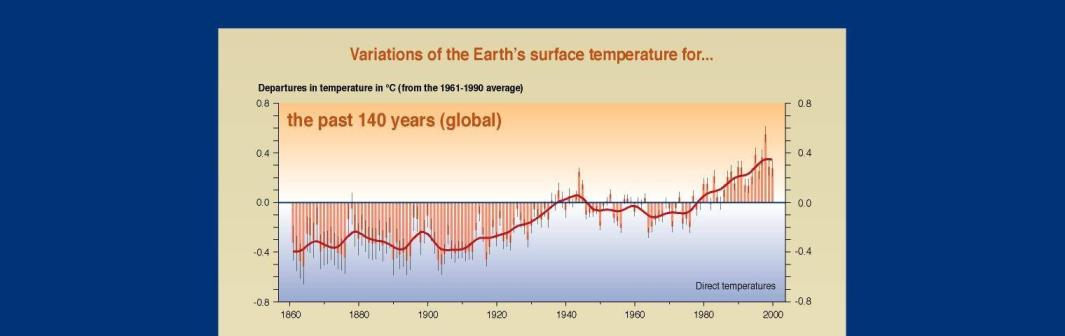 Variations of the Earth's surface temperature for...
Departures in temperature in °C (from the 1961-1990 average)
the past 140 years (global)
0.8 0.8
0.4 0.4
0.0 0.0
-0.4 -0.4
Direct temperatures
-0.8 -0.8
1860 1880 1900 1920 1940 1960 1980 2000